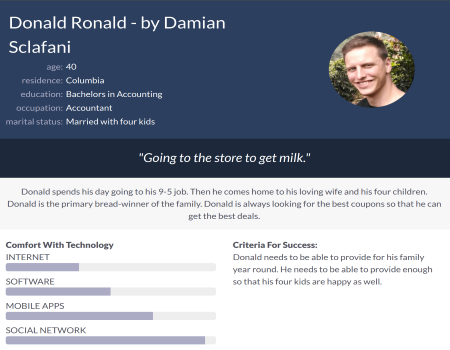 Donald Ronald - by Damian
Sclafani
age: 40
residence: Columbia
education: Bachelors in Accounting
occupation: Accountant
marital status: Married with four kids
"Going to the store to get milk."
Donald spends his day going to his 9-5 job. Then he comes home to his loving wife and his four children.
Donald is the primary bread-winner of the family. Donald is always looking for the best coupons so that he can
get the best deals.
Comfort With Technology
INTERNET
SOFTWARE
MOBILE APPS
SOCIAL NETWORK
Criteria For Success:
Donald needs to be able to provide for his family
year round. He needs to be able to provide enough
so that his four kids are happy as well.